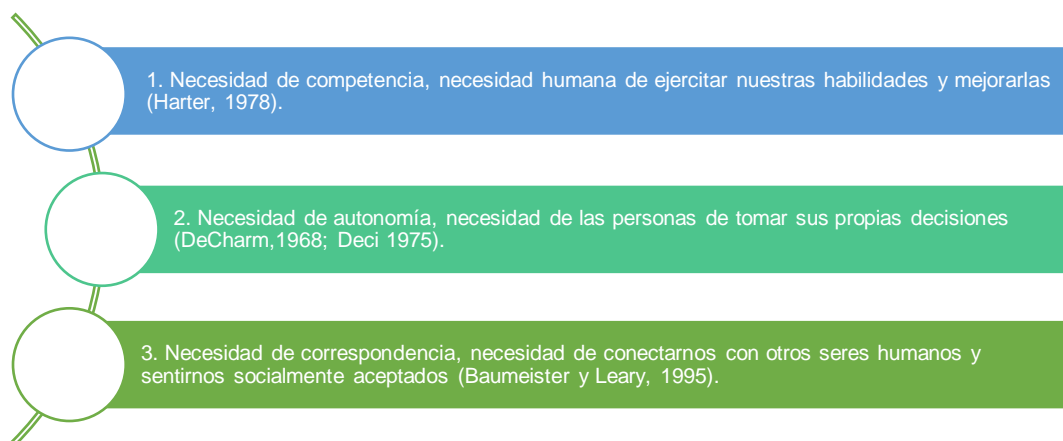 1. Necesidad de competencia, necesidad humana de ejercitar nuestras habilidades y mejorarlas
(Harter, 1978).
2. Necesidad de autonomía, necesidad de las personas de tomar sus propias decisiones
(DeCharm,1968; Deci 1975).
3. Necesidad de correspondencia, necesidad de conectarnos con otros seres humanos y
sentirnos socialmente aceptados (Baumeister y Leary, 1995).